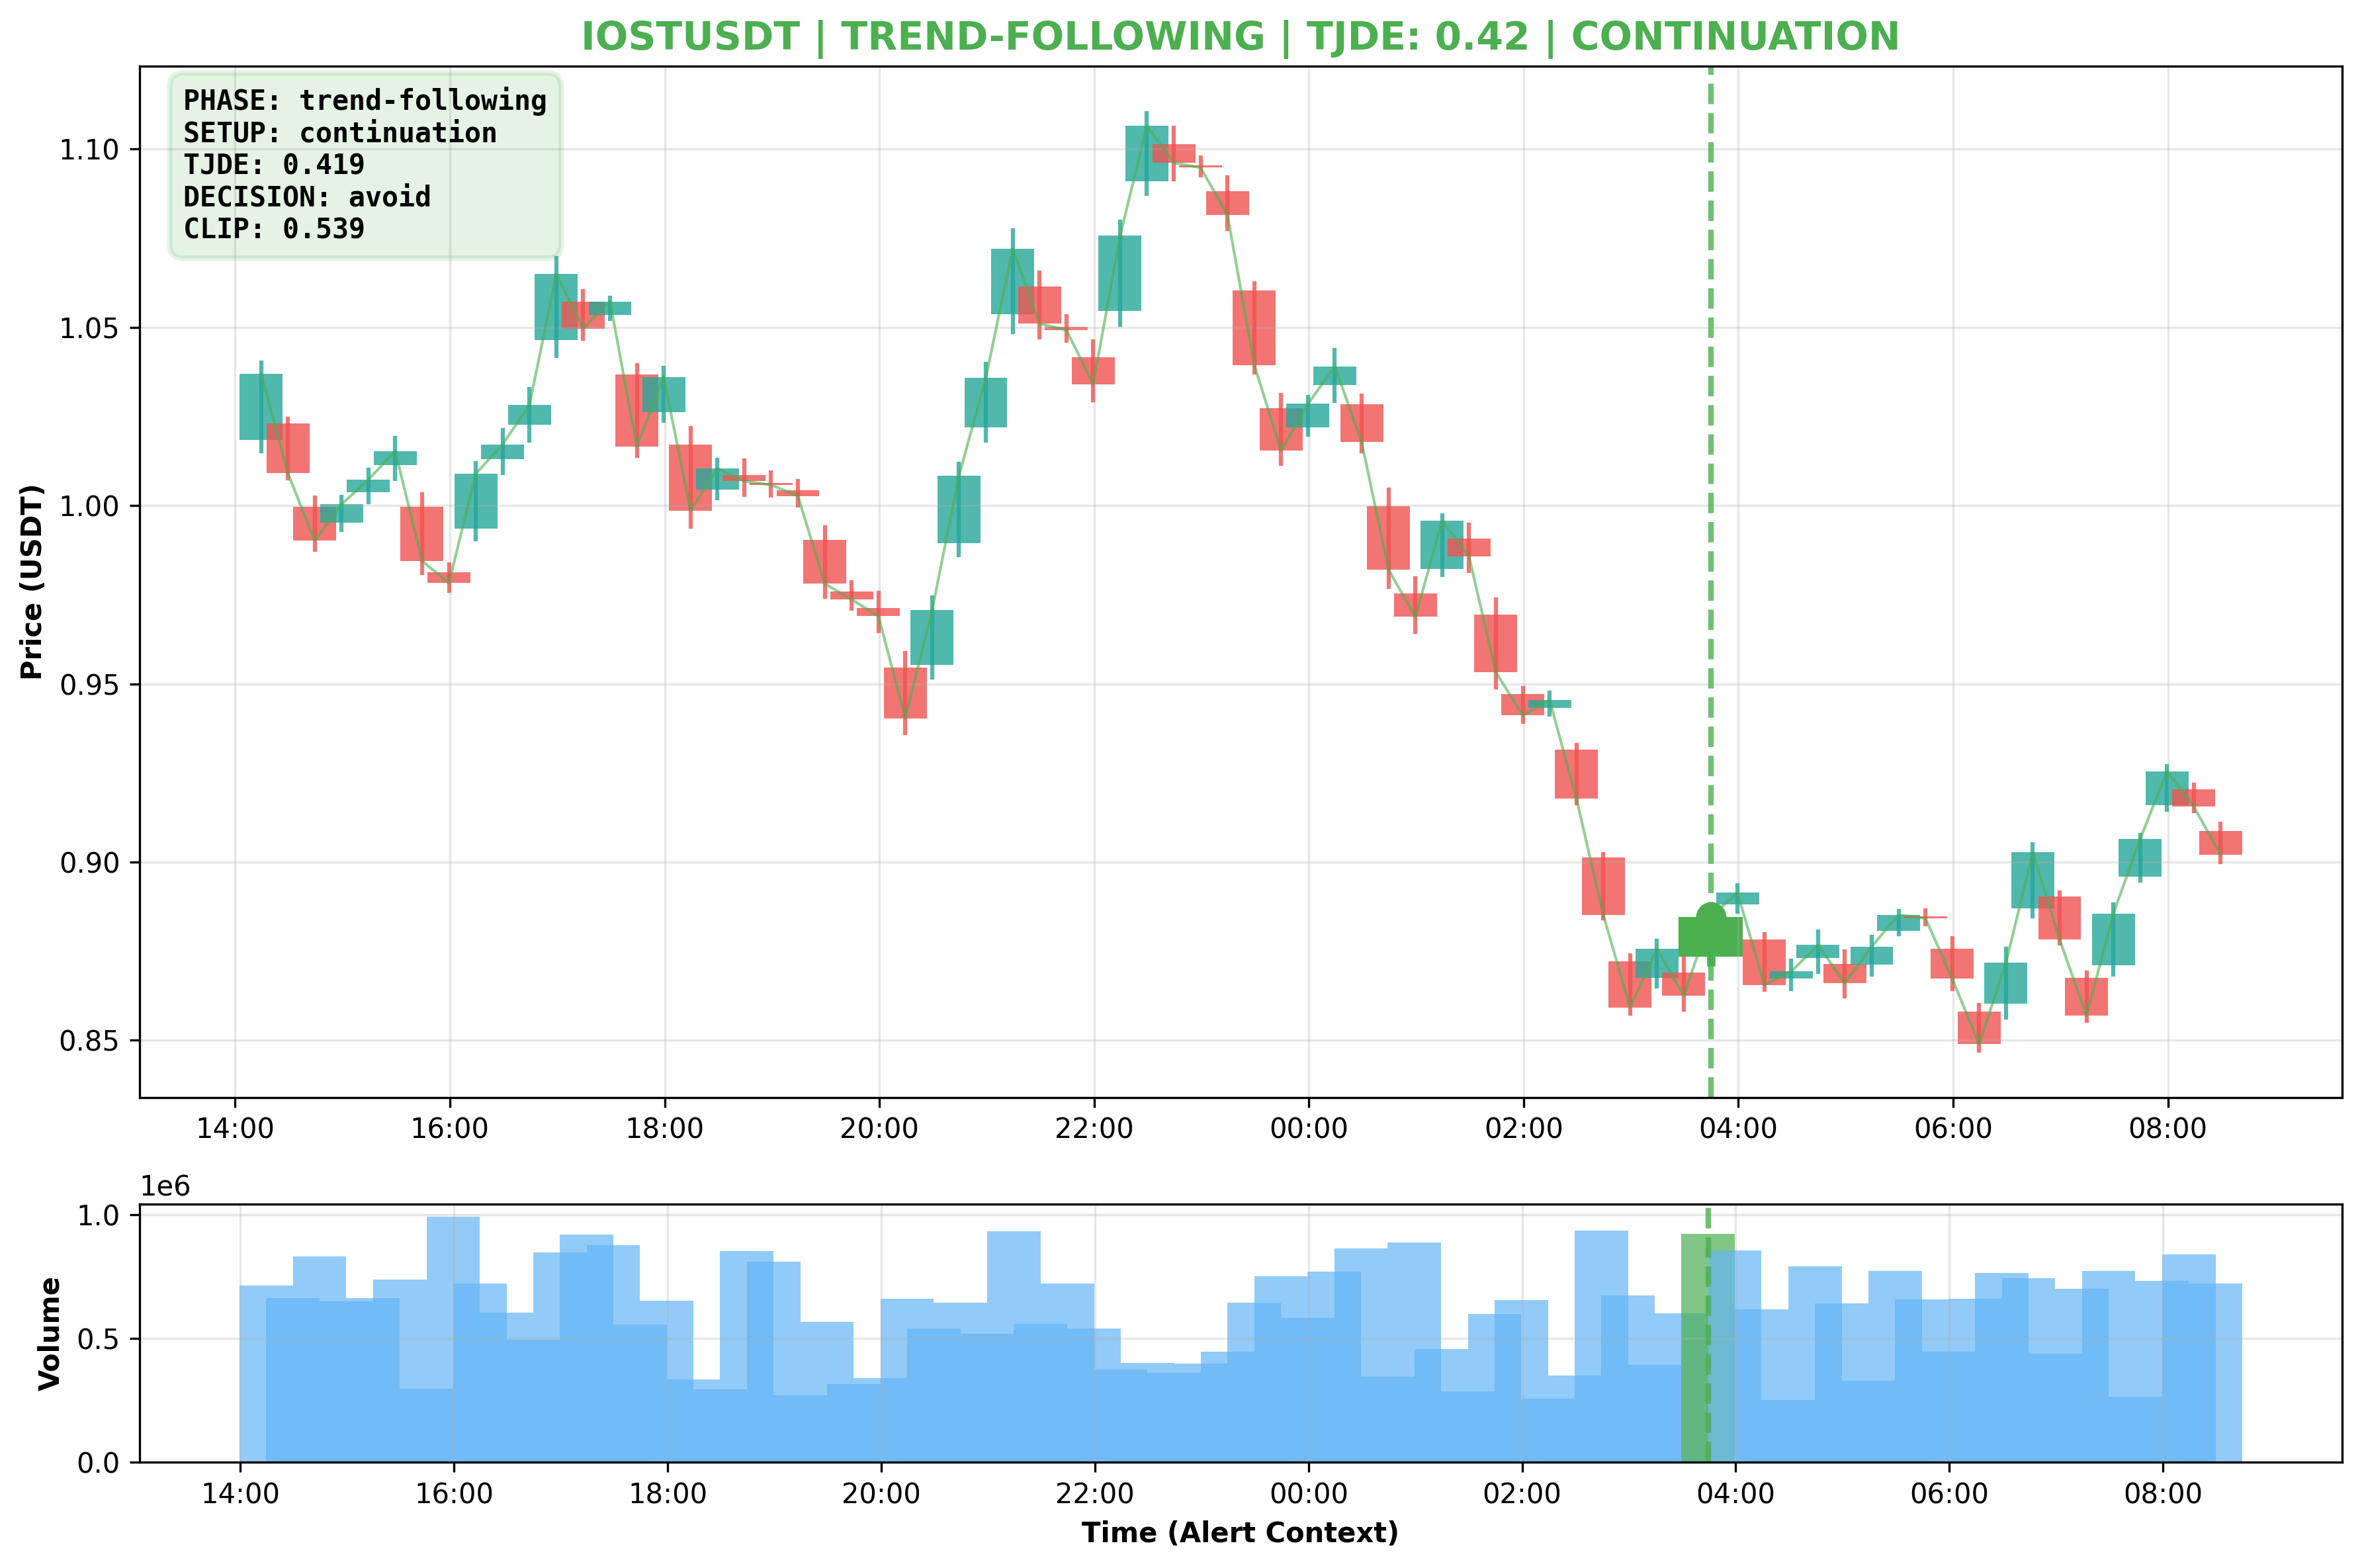 IOSTUSDT | TREND-FOLLOWING | TJDE: 0.42 | CONTINUATION
PHASE: trend-following
SETUP: continuation
TJDE: 0.419
DECISION: avoid
CLIP: 0.539
Price (USDT)
1.10
1.05
1.00
0.95
0.90
0.85
14:00 16:00 18:00 20:00 22:00 00:00 02:00 04:00 06:00 08:00
1e6
Volume
1.0
0.5
0.0
14:00 16:00 18:00 20:00 22:00 00:00 02:00 04:00 06:00 08:00
Time (Alert Context)